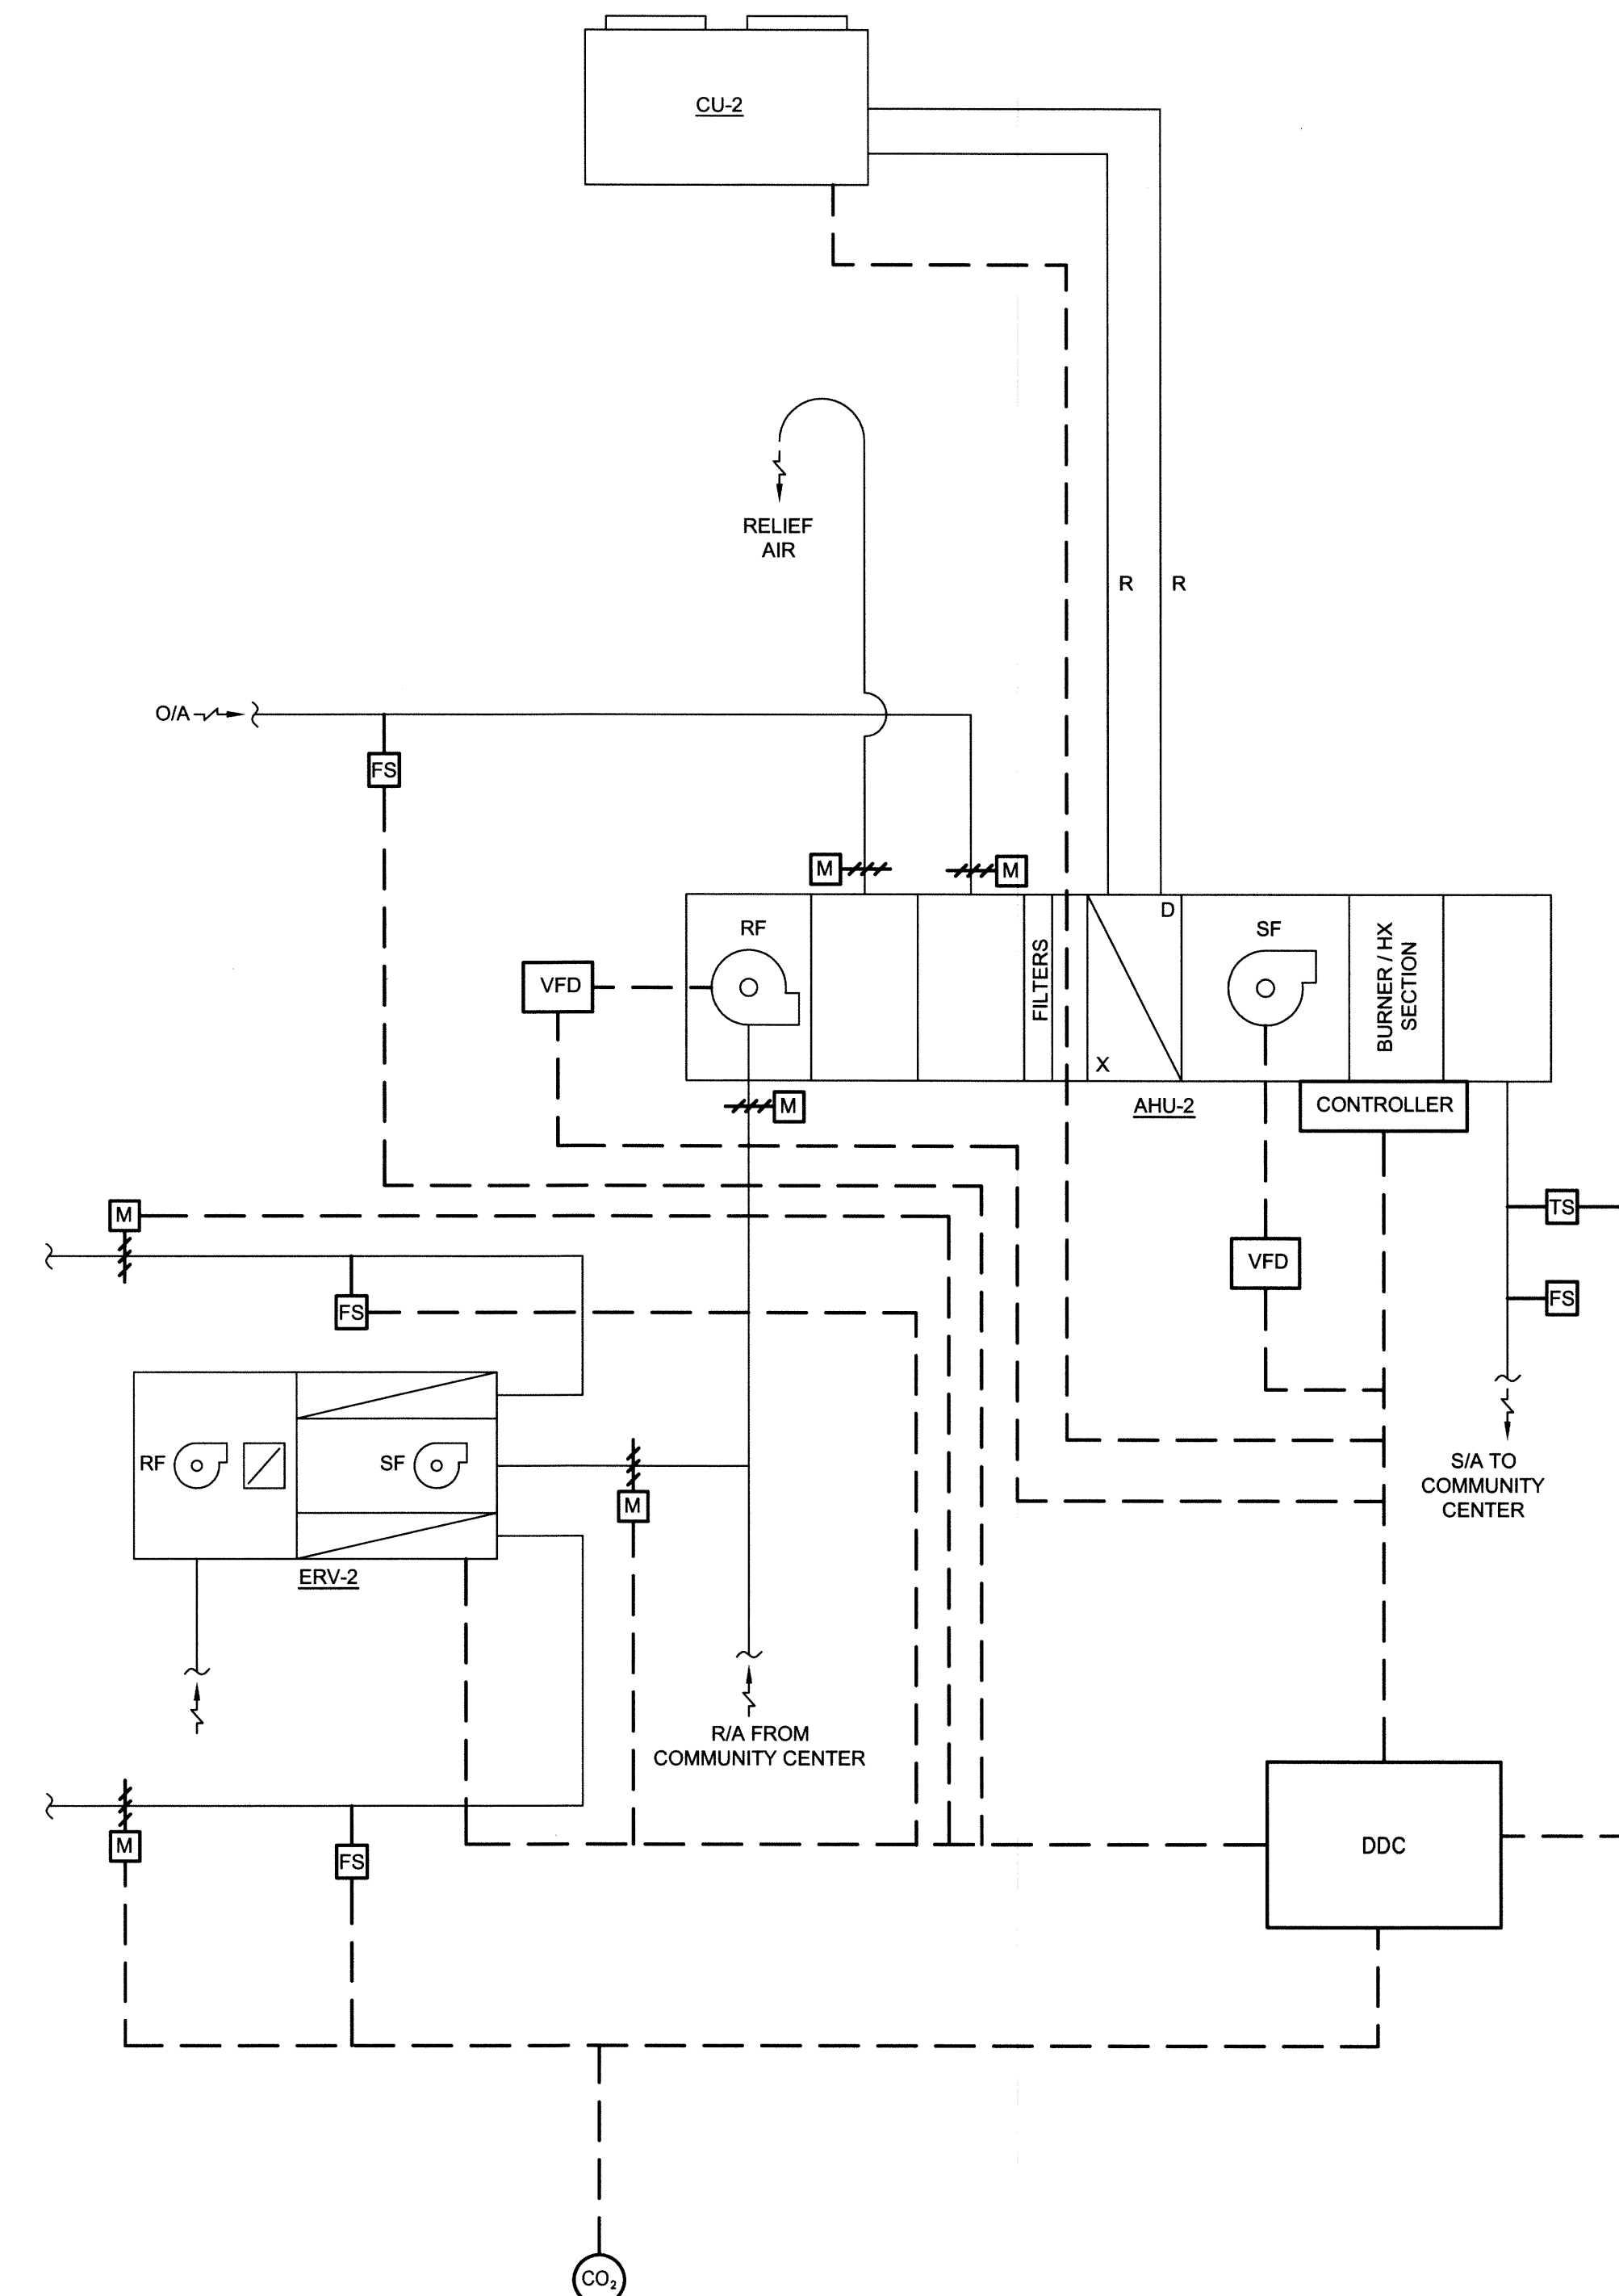 CU-2
RELIEF
AIR
R
R
O/A
FS
M
M
RF
FILTERS
D
X
SF
BURNER / HX
SECTION
VFD
M
AHU-2
CONTROLLER
M
TS
VFD
FS
FS
RF
SF
M
S/A TO
COMMUNITY
CENTER
ERV-2
R/A FROM
COMMUNITY CENTER
M
FS
DDC
CO₂